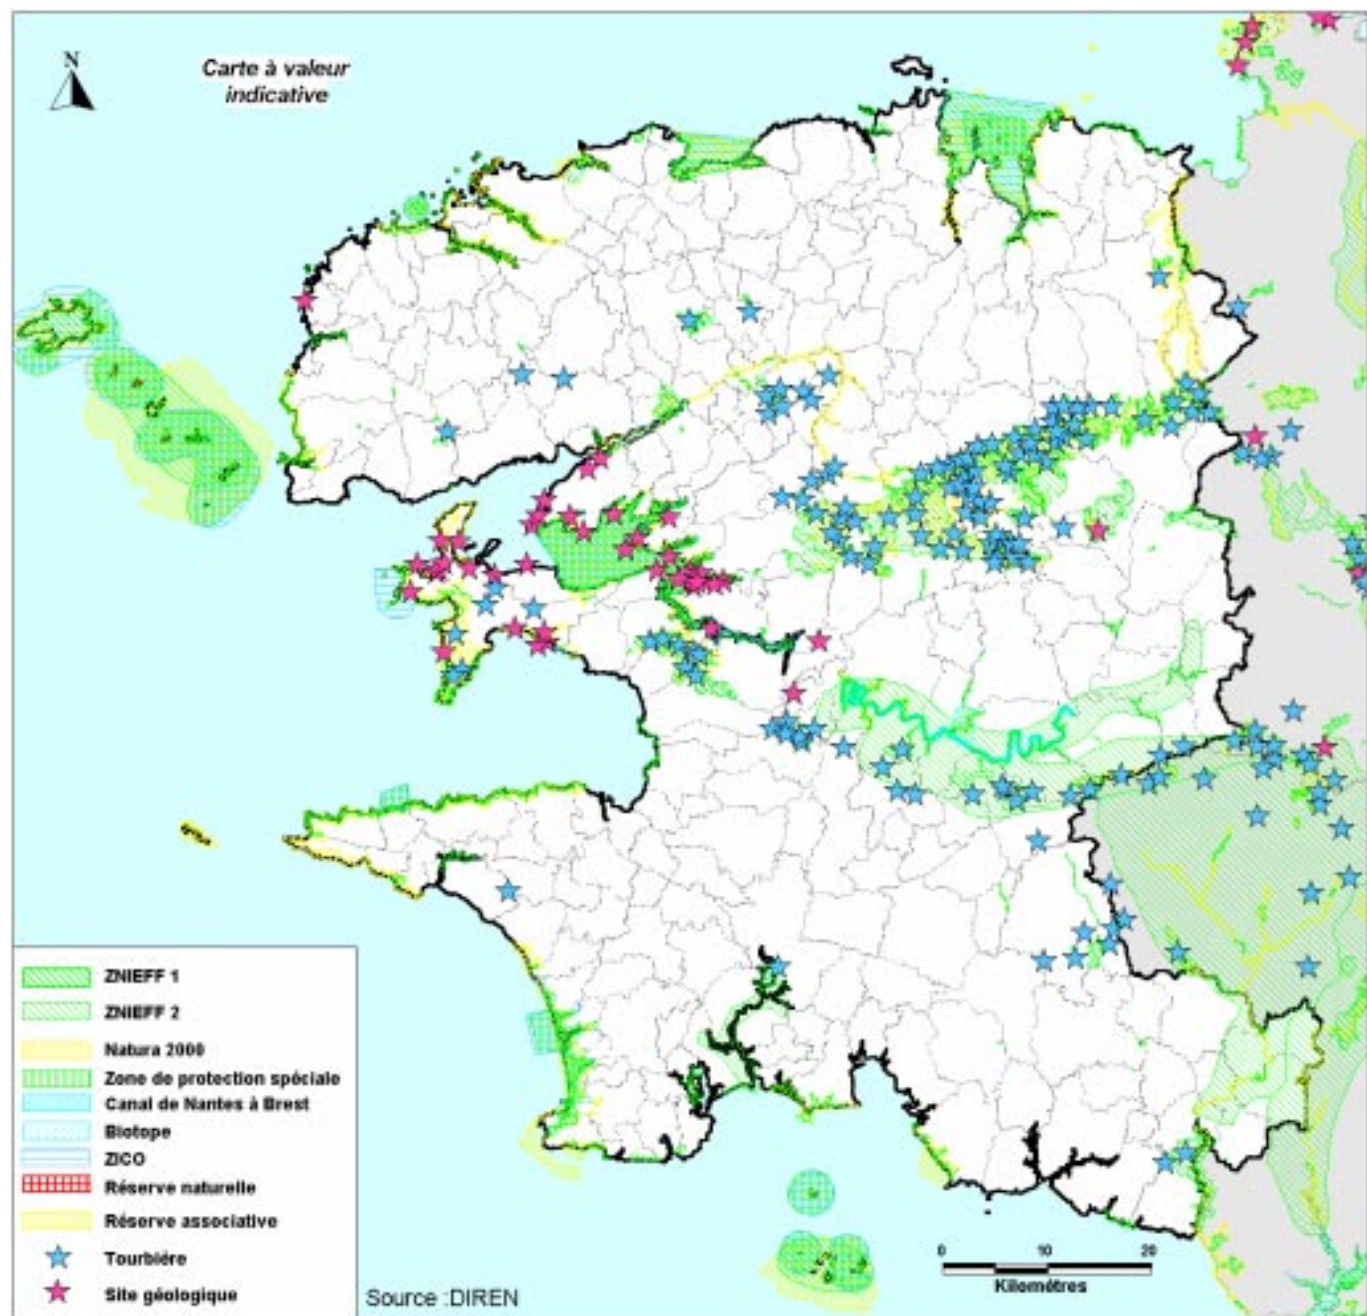 N
Carte à valeur
indicative
ZNIEFF 1
ZNIEFF 2
Natura 2000
Zone de protection spéciale
Canal de Nantes à Brest
Biotope
ZICO
Réserve naturelle
Réserve associative
Tourbière
Site géologique
Source :DIREN
0 10 20
Kilométres